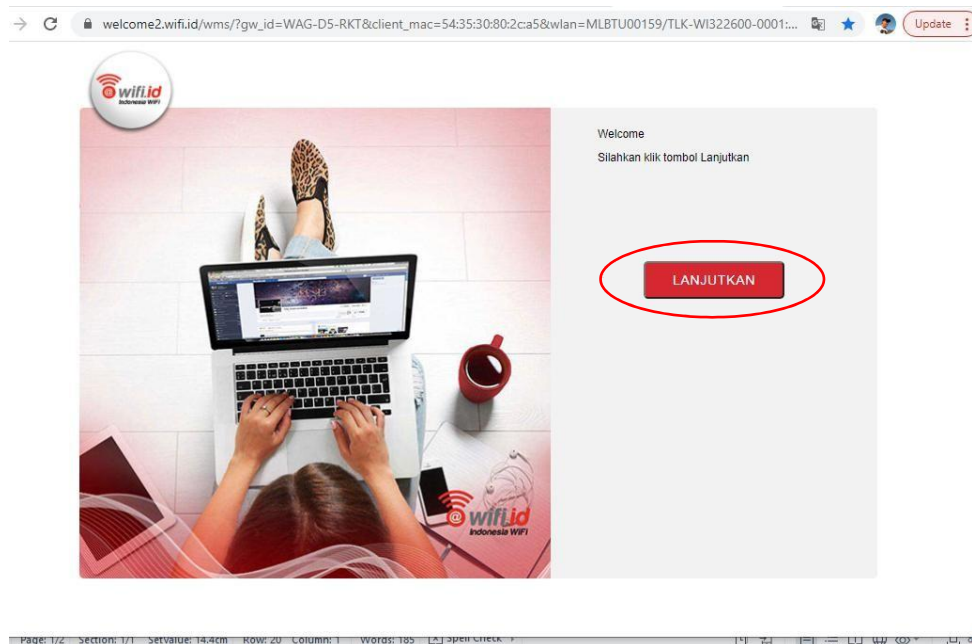 welcome2.wifi.id/wms/?gw_id=WAG-D5-RKT&client_mac=54:35:30:80:2c:a5&wlan=MLBTU00159/TLK-WI322600-0001:...
Update
wifi.id
Indonesia WiFi
Welcome
Silahkan klik tombol Lanjutkan
LANJUTKAN
@wifi.id
Indonesia WiFi
Page: 1/2 Section: 1/1 SetValue: 14.4cm Row: 20 Column: 1 Words: 185 Spell Check